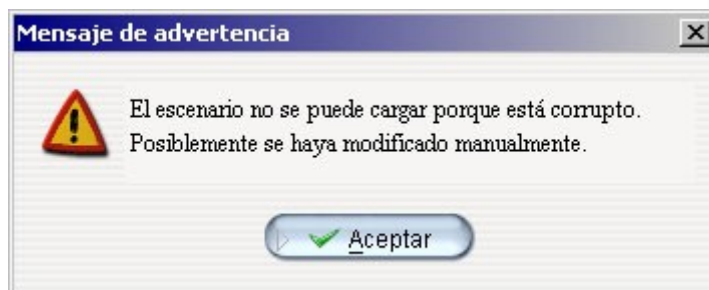 Mensaje de advertencia
El escenario no se puede cargar porque está corrupto.
Posiblemente se haya modificado manualmente.
Aceptar